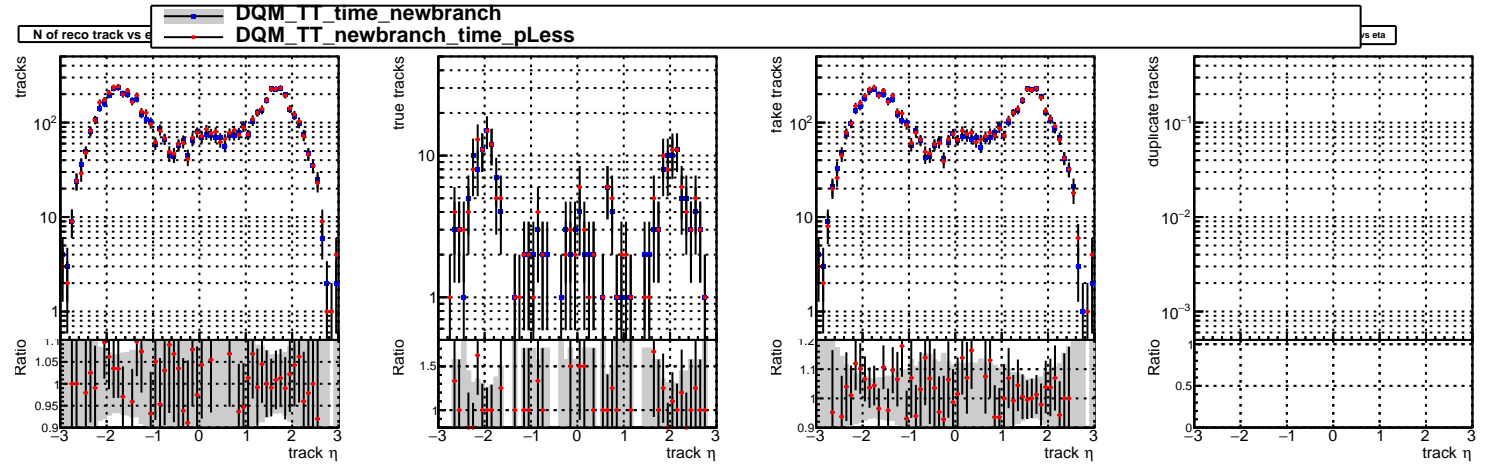 DQM_TT_time_newbranch
DQM_TT_newbranch_time_pLess
N of reco track vs e
vs eta
tracks
10²
10
1
Ratio
1.1
1.05
1
0.95
0.9
−3 −2 −1 0 1 2 3
track η
true tracks
10
1
Ratio
1.5
1
−3 −2 −1 0 1 2 3
track η
fake tracks
10²
10
1
Ratio
1.2
1.1
1
0.9
−3 −2 −1 0 1 2 3
track η
duplicate tracks
10⁻¹
10⁻²
10⁻³
Ratio
1
0.5
0
−3 −2 −1 0 1 2 3
track η